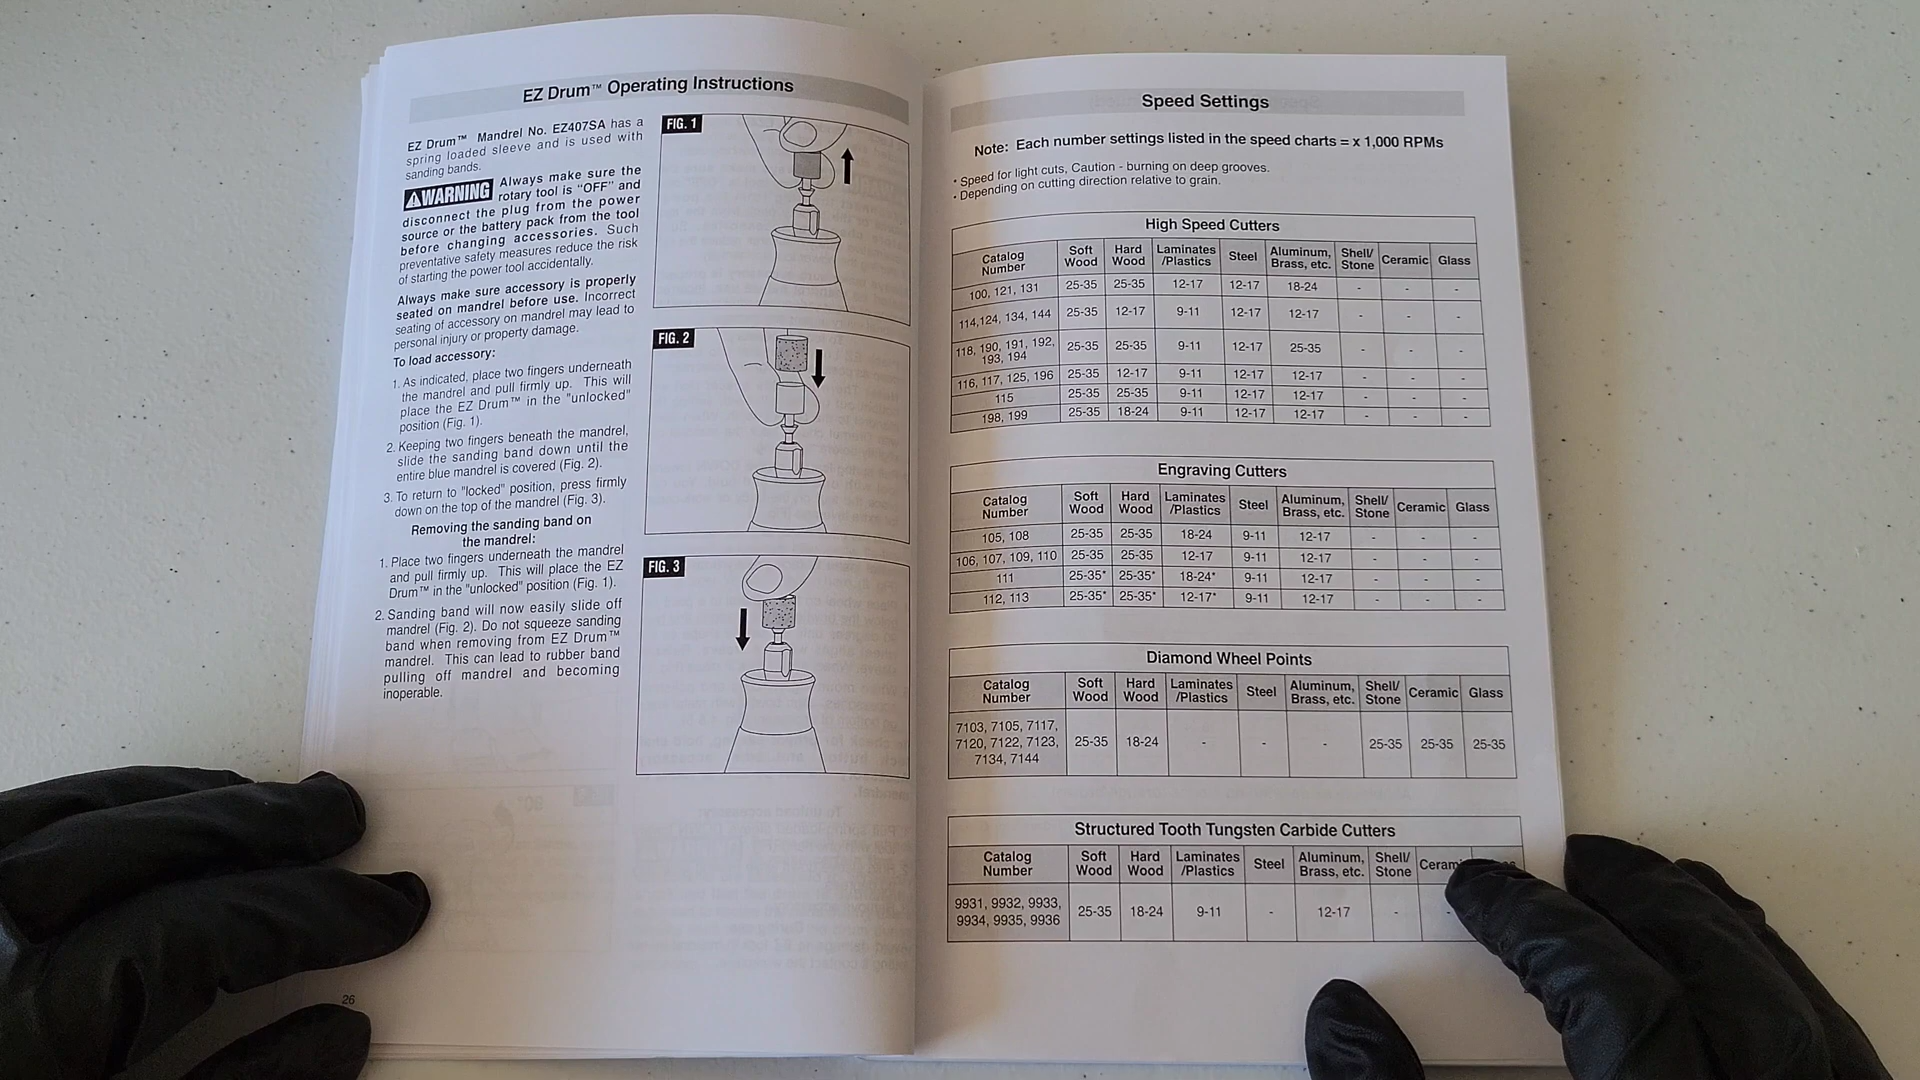 EZ Drum™ Operating Instructions
EZ Drum™ Mandrel No. EZ407SA has a
spring loaded sleeve and is used with
sanding bands.
⚠WARNING Always make sure the
rotary tool is "OFF" and
disconnect the plug from the power
source or the battery pack from the tool
before changing accessories. Such
preventative safety measures reduce the risk
of starting the power tool accidentally.
Always make sure accessory is properly
seated on mandrel before use. Incorrect
seating of accessory on mandrel may lead to
personal injury or property damage.
To load accessory:
1. As indicated, place two fingers underneath
the mandrel and pull firmly up. This will
place the EZ Drum™ in the "unlocked"
position (Fig. 1).
2. Keeping two fingers beneath the mandrel,
slide the sanding band down until the
entire blue mandrel is covered (Fig. 2).
3. To return to "locked" position, press firmly
down on the top of the mandrel (Fig. 3).
Removing the sanding band on
the mandrel:
1. Place two fingers underneath the mandrel
and pull firmly up. This will place the EZ
Drum™ in the "unlocked" position (Fig. 1).
2. Sanding band will now easily slide off
mandrel (Fig. 2). Do not squeeze sanding
band when removing from EZ Drum™
mandrel. This can lead to rubber band
pulling off mandrel and becoming
inoperable.
FIG. 1
FIG. 2
FIG. 3
26
Speed Settings
Note: Each number settings listed in the speed charts = x 1,000 RPMs
• Speed for light cuts, Caution - burning on deep grooves.
• Depending on cutting direction relative to grain.
High Speed Cutters
Catalog Number Soft Wood Hard Wood Laminates /Plastics Steel Aluminum, Brass, etc. Shell/ Stone Ceramic Glass
100, 121, 131 25-35 25-35 12-17 12-17 18-24 - - -
114,124, 134, 144 25-35 12-17 9-11 12-17 12-17 - - -
118, 190, 191, 192, 193, 194 25-35 25-35 9-11 12-17 25-35 - - -
116, 117, 125, 196 25-35 12-17 9-11 12-17 12-17 - - -
115 25-35 25-35 9-11 12-17 12-17 - - -
198, 199 25-35 18-24 9-11 12-17 12-17 - - -
Engraving Cutters
Catalog Number Soft Wood Hard Wood Laminates /Plastics Steel Aluminum, Brass, etc. Shell/ Stone Ceramic Glass
105, 108 25-35 25-35 18-24 9-11 12-17 - - -
106, 107, 109, 110 25-35 25-35 12-17 9-11 12-17 - - -
111 25-35* 25-35* 18-24* 9-11 12-17 - - -
112, 113 25-35* 25-35* 12-17* 9-11 12-17 - - -
Diamond Wheel Points
Catalog Number Soft Wood Hard Wood Laminates /Plastics Steel Aluminum, Brass, etc. Shell/ Stone Ceramic Glass
7103, 7105, 7117, 7120, 7122, 7123, 7134, 7144 25-35 18-24 - - - 25-35 25-35 25-35
Structured Tooth Tungsten Carbide Cutters
Catalog Number Soft Wood Hard Wood Laminates /Plastics Steel Aluminum, Brass, etc. Shell/ Stone Ceram
9931, 9932, 9933, 9934, 9935, 9936 25-35 18-24 9-11 - 12-17 - -